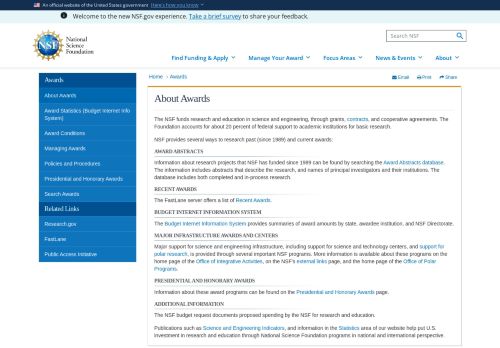 An official website of the United States government Here's how you know
Welcome to the new NSF.gov experience. Take a brief survey to share your feedback.
NSF
National
Science
Foundation
Search NSF
Find Funding & Apply
Manage Your Award
Focus Areas
News & Events
About
Awards
About Awards
Award Statistics (Budget Internet Info
System)
Award Conditions
Managing Awards
Policies and Procedures
Presidential and Honorary Awards
Search Awards
Related Links
Research.gov
FastLane
Public Access Initiative
Home › Awards
Email
Print
Share
About Awards
The NSF funds research and education in science and engineering, through grants, contracts, and cooperative agreements. The
Foundation accounts for about 20 percent of federal support to academic institutions for basic research.
NSF provides several ways to research past (since 1989) and current awards:
AWARD ABSTRACTS
Information about research projects that NSF has funded since 1989 can be found by searching the Award Abstracts database.
The information includes abstracts that describe the research, and names of principal investigators and their institutions. The
database includes both completed and in-process research.
RECENT AWARDS
The FastLane server offers a list of Recent Awards.
BUDGET INTERNET INFORMATION SYSTEM
The Budget Internet Information System provides summaries of award amounts by state, awardee institution, and NSF Directorate.
MAJOR INFRASTRUCTURE AWARDS AND CENTERS
Major support for science and engineering infrastructure, including support for science and technology centers, and support for
polar research, is provided through several important NSF programs. More information is available about these programs on the
home page of the Office of Integrative Activities, on the NSF's external links page, and the home page of the Office of Polar
Programs.
PRESIDENTIAL AND HONORARY AWARDS
Information about these award programs can be found on the Presidential and Honorary Awards page.
ADDITIONAL INFORMATION
The NSF budget request documents proposed spending by the NSF for research and education.
Publications such as Science and Engineering Indicators, and information in the Statistics area of our website help put U.S.
investment in research and education through National Science Foundation programs in national and international perspective.